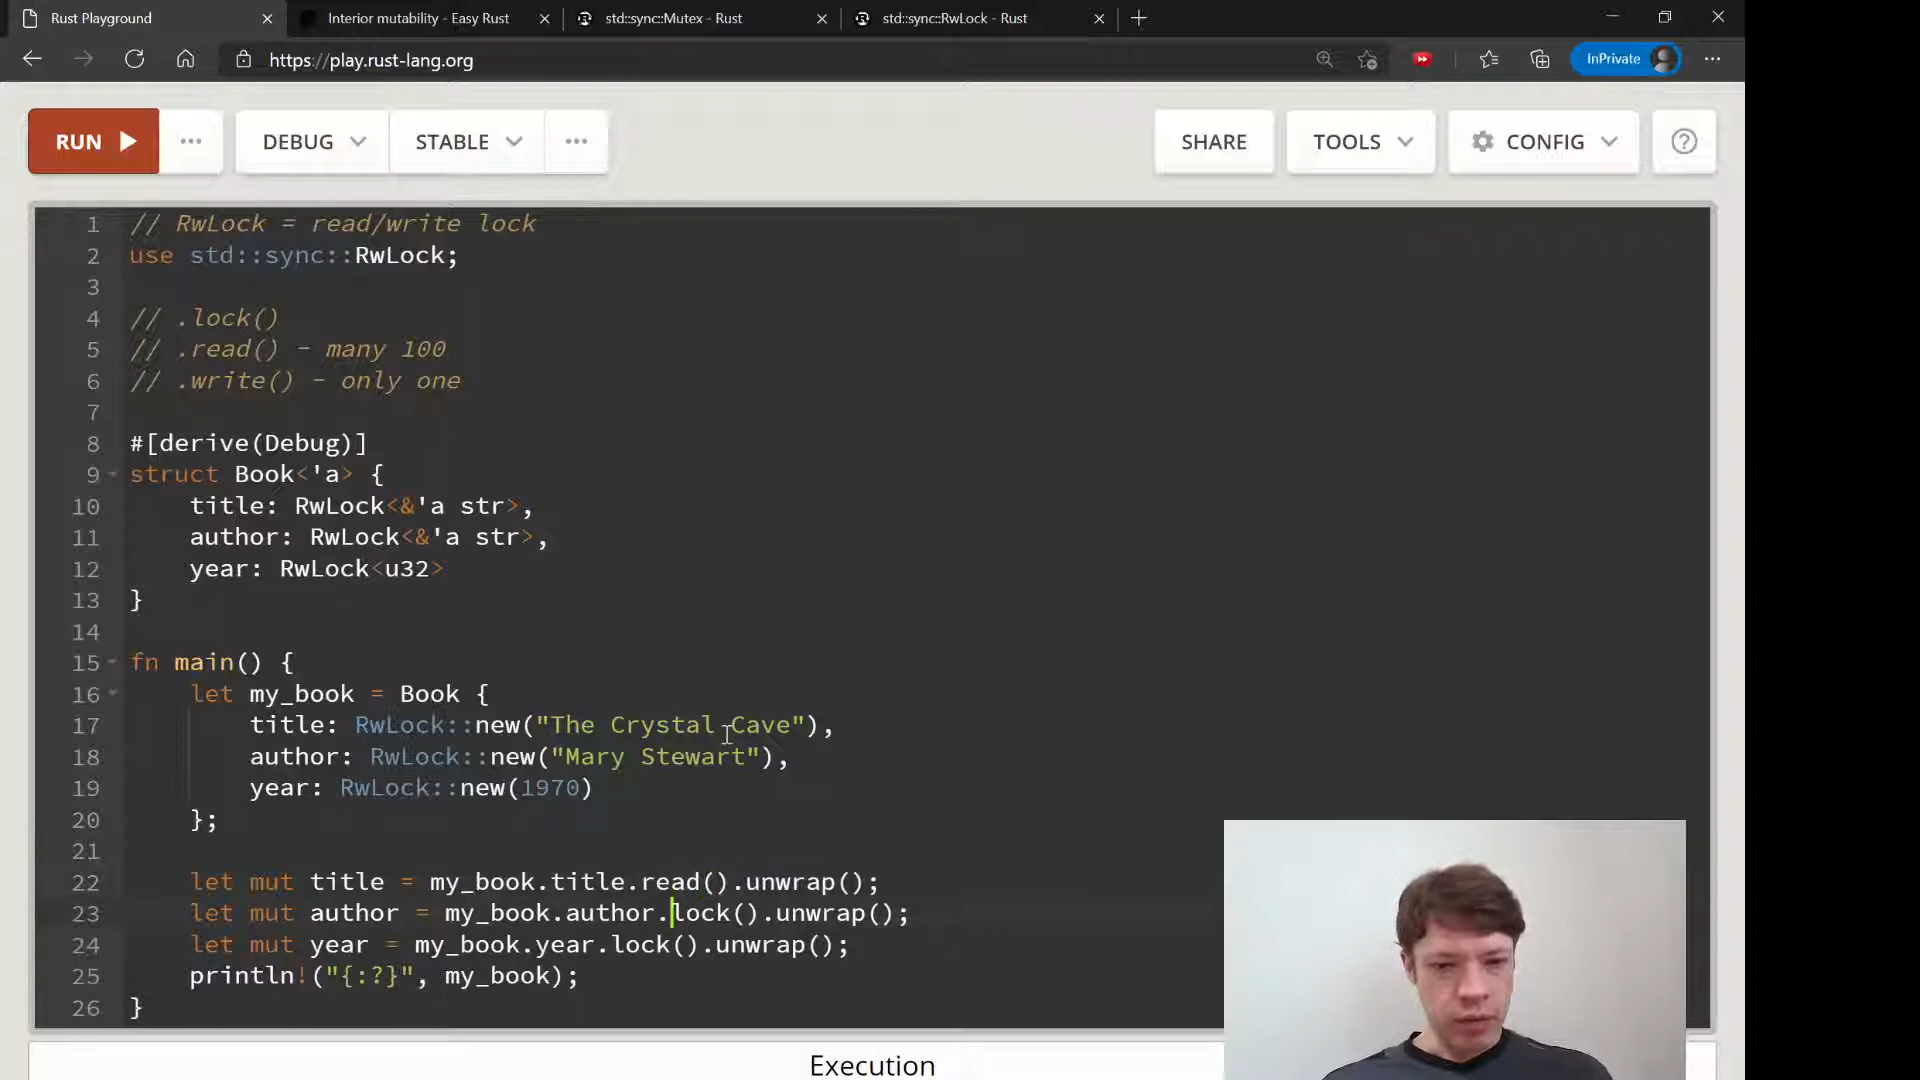 Rust Playground
Interior mutability - Easy Rust
std::sync::Mutex - Rust
std::sync::RwLock - Rust
https://play.rust-lang.org
InPrivate
RUN
DEBUG
STABLE
SHARE
TOOLS
CONFIG
1 // RwLock = read/write lock
2 use std::sync::RwLock;
3
4 // .lock()
5 // .read() - many 100
6 // .write() - only one
7
8 #[derive(Debug)]
9 struct Book<'a> {
10     title: RwLock<&'a str>,
11     author: RwLock<&'a str>,
12     year: RwLock<u32>
13 }
14
15 fn main() {
16     let my_book = Book {
17         title: RwLock::new("The Crystal Cave"),
18         author: RwLock::new("Mary Stewart"),
19         year: RwLock::new(1970)
20     };
21
22     let mut title = my_book.title.read().unwrap();
23     let mut author = my_book.author.lock().unwrap();
24     let mut year = my_book.year.lock().unwrap();
25     println!("{:?}", my_book);
26 }
Execution